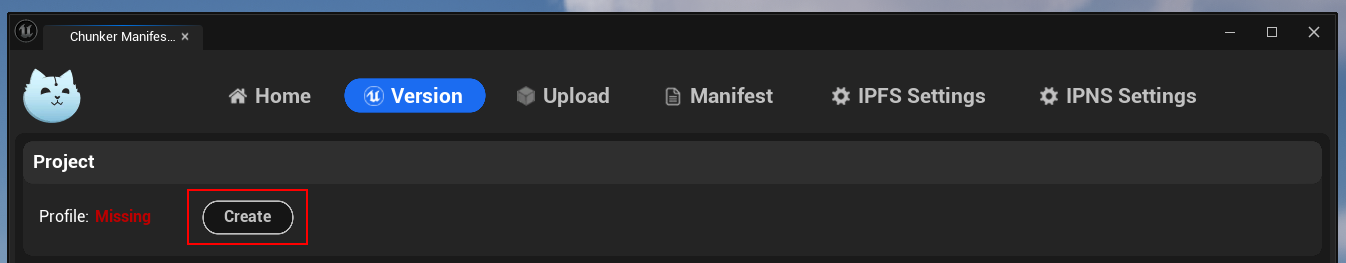 Chunker Manifes...
Home Version Upload Manifest IPFS Settings IPNS Settings
Project
Profile: Missing Create